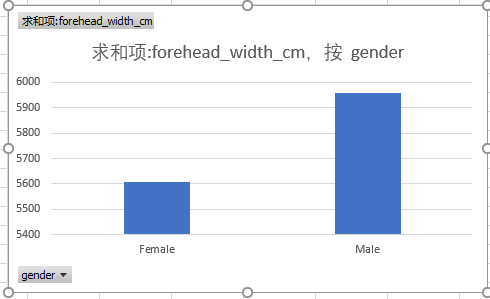 求和项:forehead_width_cm
求和项:forehead_width_cm，按 gender
6000
5900
5800
5700
5600
5500
5400
Female
Male
gender